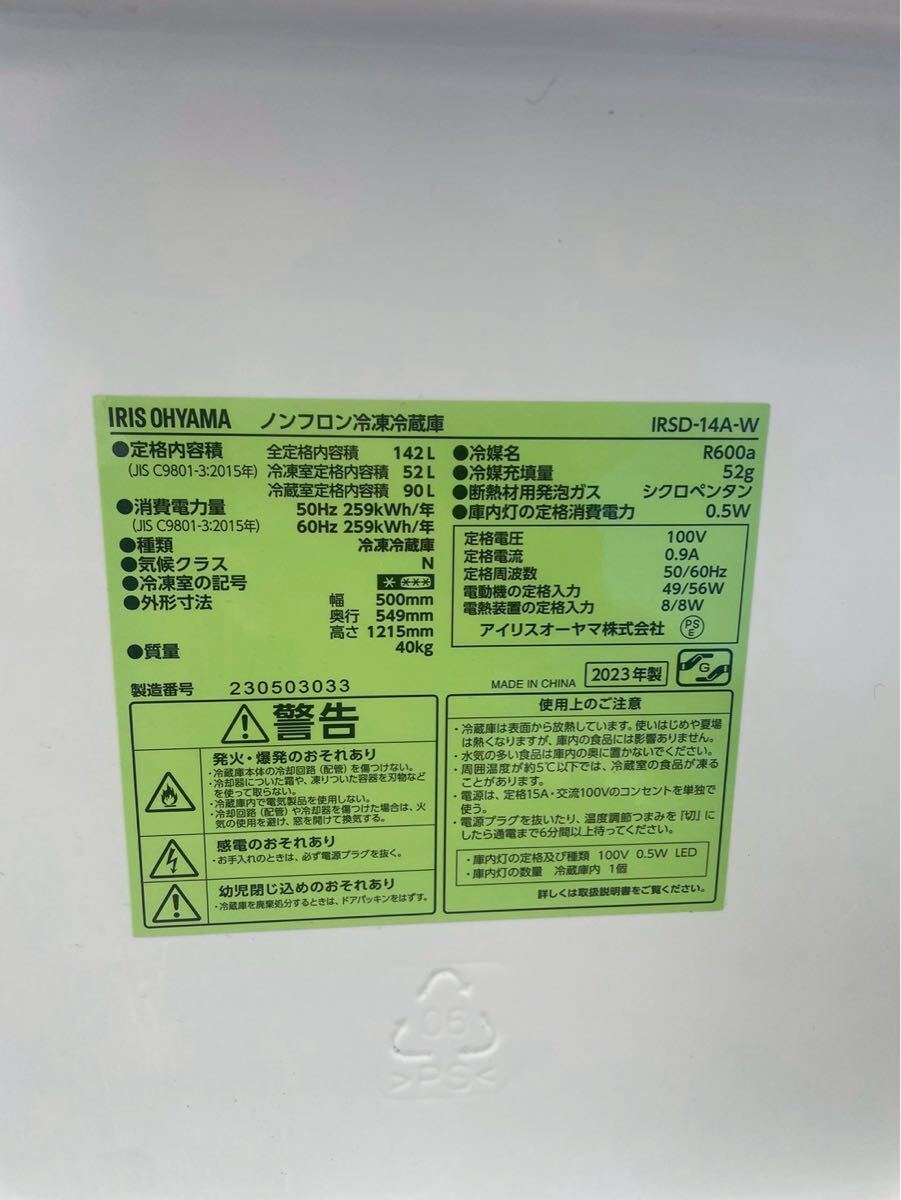 IRIS OHYAMA ノンフロン冷凍冷蔵庫 IRSD-14A-W
●定格内容積 全定格内容積 142L
(JIS C9801-3:2015年) 冷凍室定格内容積 52L
冷蔵室定格内容積 90L
●消費電力量 50Hz 259kWh/年
(JIS C9801-3:2015年) 60Hz 259kWh/年
●種類 冷凍冷蔵庫
●気候クラス N
●冷凍室の記号
●外形寸法 幅 500mm
奥行 549mm
高さ 1215mm
●質量 40kg
製造番号 230503033
●冷媒名 R600a
●冷媒充填量 52g
●断熱材用発泡ガス シクロペンタン
●庫内灯の定格消費電力 0.5W
定格電圧 100V
定格電流 0.9A
定格周波数 50/60Hz
電動機の定格入力 49/56W
電熱装置の定格入力 8/8W
アイリスオーヤマ株式会社 PSE
MADE IN CHINA 2023年製 G
警告
発火・爆発のおそれあり
・冷蔵庫本体の冷却回路(配管)を傷つけない。
・冷却器についた霜や、凍りついた容器を刃物など
を使って取らない。
・冷蔵庫内で電気製品を使用しない。
・冷却回路(配管)や冷却器を傷つけた場合は、火
気の使用を避け、窓を開けて換気する。
感電のおそれあり
・お手入れのときは、必ず電源プラグを抜く。
幼児閉じ込めのおそれあり
・冷蔵庫を廃棄処分するときは、ドアパッキンをはずす。
使用上のご注意
・冷蔵庫は表面から放熱しています。使いはじめや夏場
は熱くなりますが、庫内の食品には影響ありません。
・水気の多い食品は庫内の奥に置かないでください。
・周囲温度が約5℃以下では、冷蔵室の食品が凍る
ことがあります。
・電源は、定格15A・交流100Vのコンセントを単独で
使う。
・電源プラグを抜いたり、温度調節つまみを「切」に
したら通電まで6分間以上待ってください。
・庫内灯の定格及び種類 100V 0.5W LED
・庫内灯の数量 冷蔵庫内 1個
詳しくは取扱説明書をご覧ください。
06
>PS<